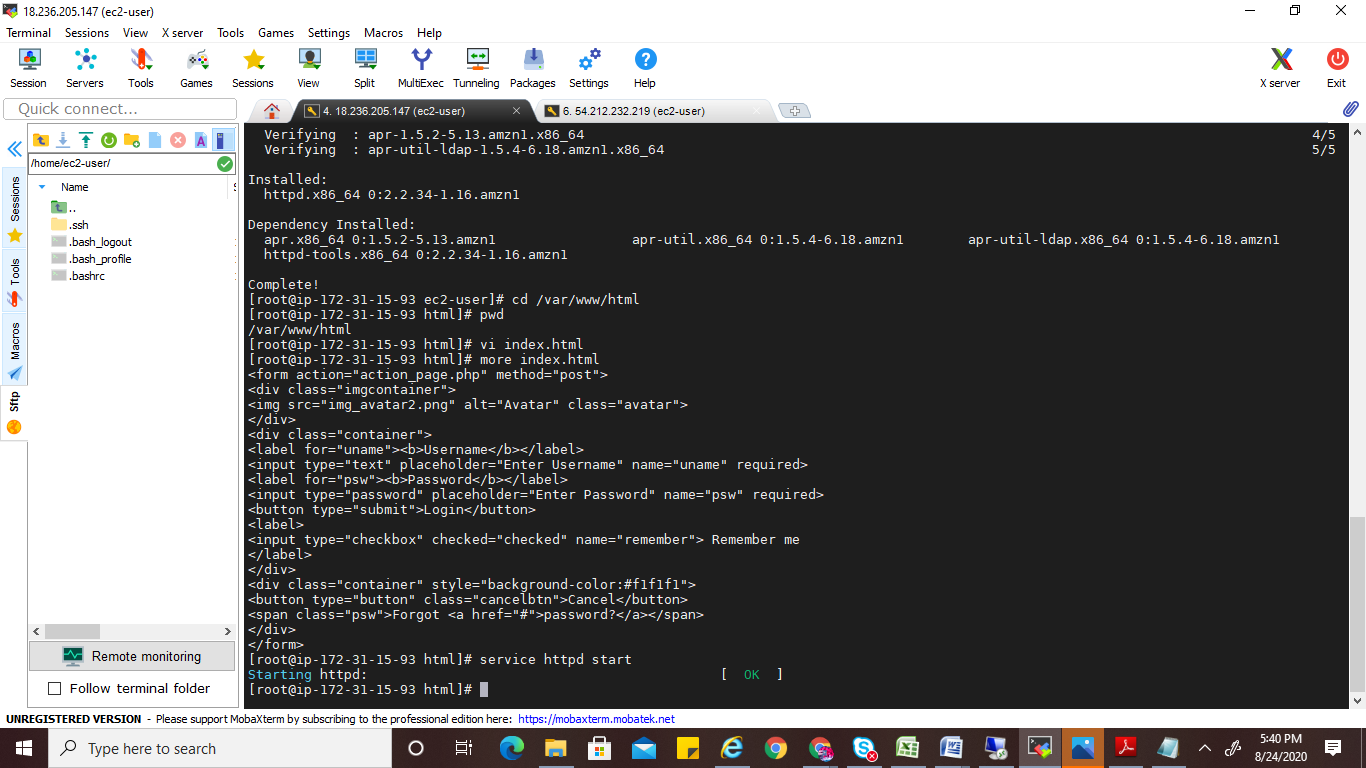 18.236.205.147 (ec2-user)
Terminal Sessions View X server Tools Games Settings Macros Help
Session Servers Tools Games Sessions View Split MultiExec Tunneling Packages Settings Help X server Exit
Quick connect...
4. 18.236.205.147 (ec2-user)
6. 54.212.232.219 (ec2-user)
/home/ec2-user/
Name
..
.ssh
.bash_logout
.bash_profile
.bashrc
Sessions
Tools
Macros
Sftp
Remote monitoring
Follow terminal folder
Verifying : apr-1.5.2-5.13.amzn1.x86_64 4/5
Verifying : apr-util-ldap-1.5.4-6.18.amzn1.x86_64 5/5
Installed:
httpd.x86_64 0:2.2.34-1.16.amzn1
Dependency Installed:
apr.x86_64 0:1.5.2-5.13.amzn1 apr-util.x86_64 0:1.5.4-6.18.amzn1 apr-util-ldap.x86_64 0:1.5.4-6.18.amzn1
httpd-tools.x86_64 0:2.2.34-1.16.amzn1
Complete!
[root@ip-172-31-15-93 ec2-user]# cd /var/www/html
[root@ip-172-31-15-93 html]# pwd
/var/www/html
[root@ip-172-31-15-93 html]# vi index.html
[root@ip-172-31-15-93 html]# more index.html
<form action="action_page.php" method="post">
<div class="imgcontainer">
<img src="img_avatar2.png" alt="Avatar" class="avatar">
</div>
<div class="container">
<label for="uname"><b>Username</b></label>
<input type="text" placeholder="Enter Username" name="uname" required>
<label for="psw"><b>Password</b></label>
<input type="password" placeholder="Enter Password" name="psw" required>
<button type="submit">Login</button>
<label>
<input type="checkbox" checked="checked" name="remember"> Remember me
</label>
</div>
<div class="container" style="background-color:#f1f1f1">
<button type="button" class="cancelbtn">Cancel</button>
<span class="psw">Forgot <a href="#">password?</a></span>
</div>
</form>
[root@ip-172-31-15-93 html]# service httpd start
Starting httpd: [ OK ]
[root@ip-172-31-15-93 html]#
UNREGISTERED VERSION - Please support MobaXterm by subscribing to the professional edition here: https://mobaxterm.mobatek.net
Type here to search
5:40 PM
8/24/2020